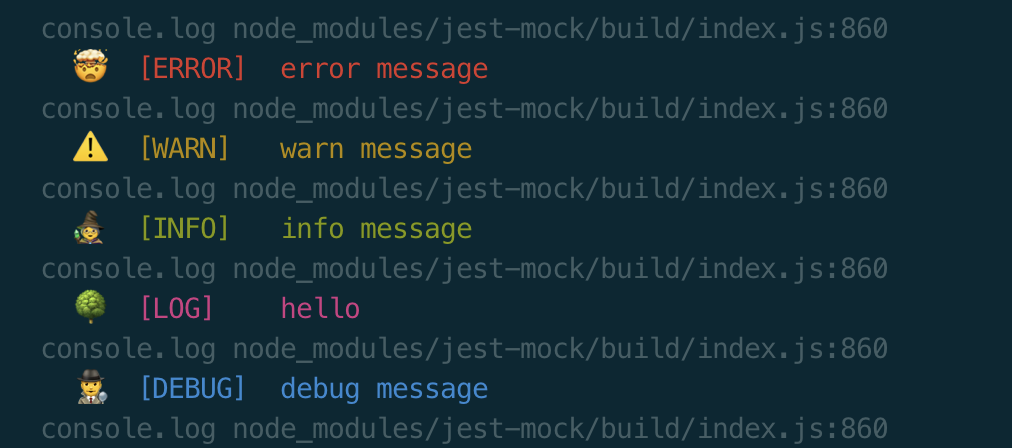 console.log node_modules/jest-mock/build/index.js:860
🤯 [ERROR] error message
console.log node_modules/jest-mock/build/index.js:860
⚠️ [WARN] warn message
console.log node_modules/jest-mock/build/index.js:860
[INFO] info message
console.log node_modules/jest-mock/build/index.js:860
🌳 [LOG] hello
console.log node_modules/jest-mock/build/index.js:860
[DEBUG] debug message
console.log node_modules/jest-mock/build/index.js:860